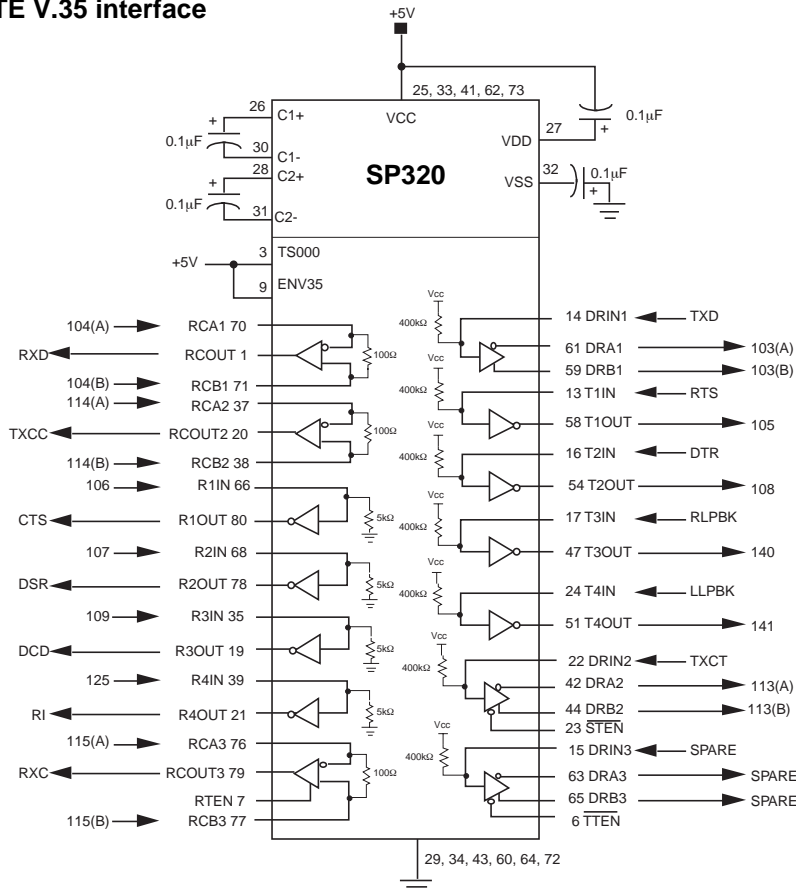 TE V.35 interface
+5V
25, 33, 41, 62, 73
26 C1+ VCC
0.1µF + 30 C1-
28 C2+
0.1µF + 31 C2-
SP320
VDD 27 + 0.1µF
VSS 32 + 0.1µF
+5V 3 TS000
9 ENV35
104(A) RCA1 70
RXD RCOUT 1 100Ω
104(B) RCB1 71
114(A) RCA2 37
TXCC RCOUT2 20 100Ω
114(B) RCB2 38
106 R1IN 66
CTS R1OUT 80 5kΩ
107 R2IN 68
DSR R2OUT 78 5kΩ
109 R3IN 35
DCD R3OUT 19 5kΩ
125 R4IN 39
RI R4OUT 21 5kΩ
115(A) RCA3 76
RXC RCOUT3 79 100Ω
RTEN 7
115(B) RCB3 77
Vcc
400kΩ 14 DRIN1 TXD
61 DRA1 103(A)
59 DRB1 103(B)
Vcc
400kΩ 13 T1IN RTS
58 T1OUT 105
Vcc
400kΩ 16 T2IN DTR
54 T2OUT 108
Vcc
400kΩ 17 T3IN RLPBK
47 T3OUT 140
Vcc
400kΩ 24 T4IN LLPBK
51 T4OUT 141
Vcc
400kΩ 22 DRIN2 TXCT
42 DRA2 113(A)
44 DRB2 113(B)
23 STEN
Vcc
400kΩ 15 DRIN3 SPARE
63 DRA3 SPARE
65 DRB3 SPARE
6 TTEN
29, 34, 43, 60, 64, 72